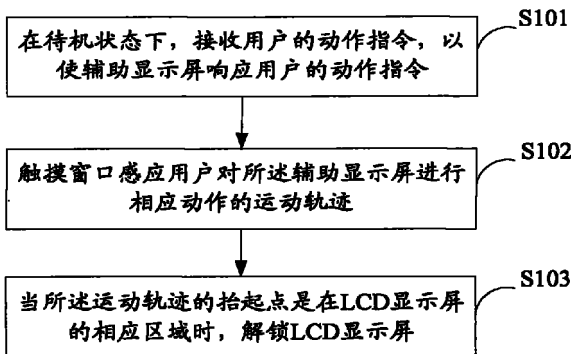 S101
在待机状态下，接收用户的动作指令，以
使辅助显示屏响应用户的动作指令
S102
触摸窗口感应用户对所述辅助显示屏进行
相应动作的运动轨迹
S103
当所述运动轨迹的抬起点是在LCD显示屏
的相应区域时，解锁LCD显示屏